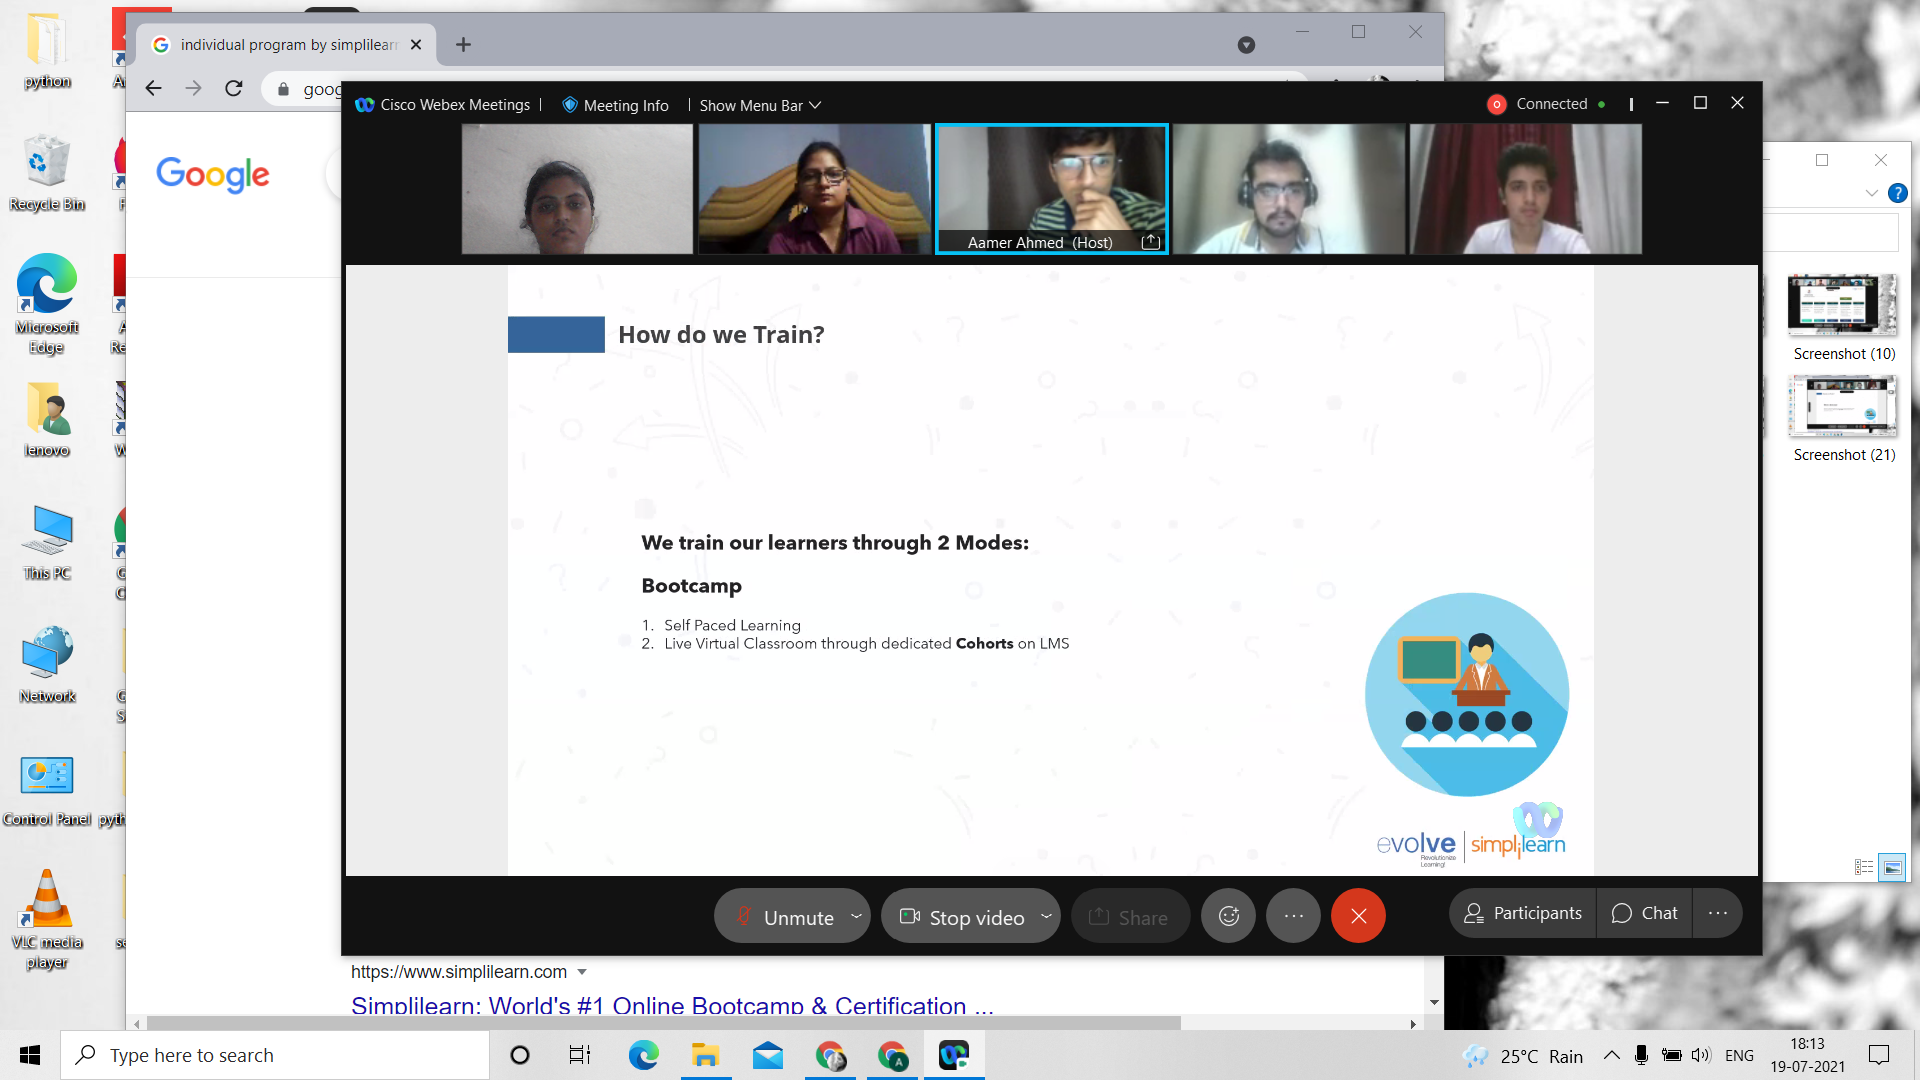 python
Recycle Bin
Microsoft
Edge
lenovo
This PC
Network
Control Panel
VLC media
player
individual program by simplilearn
Google
Cisco Webex Meetings
Meeting Info
Show Menu Bar
Connected
Aamer Ahmed (Host)
How do we Train?
We train our learners through 2 Modes:
Bootcamp
1. Self Paced Learning
2. Live Virtual Classroom through dedicated Cohorts on LMS
evolve
Revolutionize
Learning!
simplilearn
Unmute
Stop video
Share
Participants
Chat
Screenshot (10)
Screenshot (21)
https://www.simplilearn.com
Simplilearn: World's #1 Online Bootcamp & Certification ...
Type here to search
25°C Rain
ENG
18:13
19-07-2021